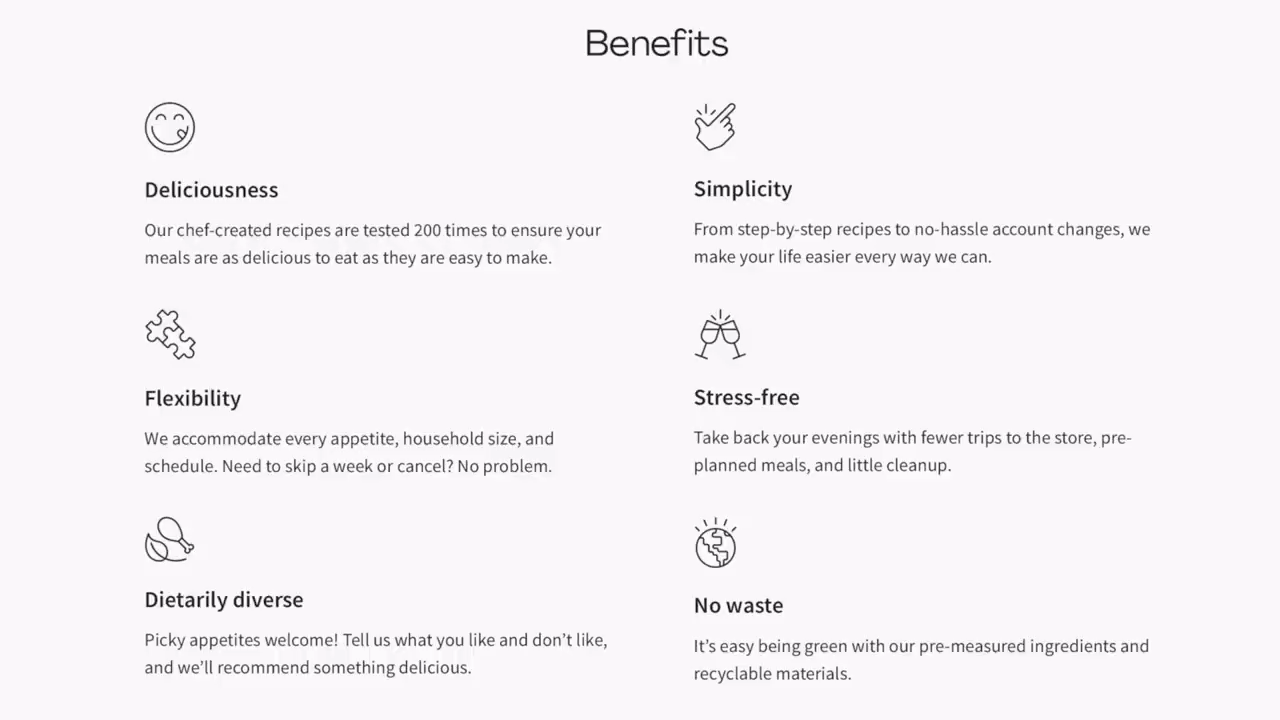 Benefits
Deliciousness
Our chef-created recipes are tested 200 times to ensure your
meals are as delicious to eat as they are easy to make.
Simplicity
From step-by-step recipes to no-hassle account changes, we
make your life easier every way we can.
Flexibility
We accommodate every appetite, household size, and
schedule. Need to skip a week or cancel? No problem.
Stress-free
Take back your evenings with fewer trips to the store, pre-
planned meals, and little cleanup.
Dietarily diverse
Picky appetites welcome! Tell us what you like and don’t like,
and we’ll recommend something delicious.
No waste
It’s easy being green with our pre-measured ingredients and
recyclable materials.